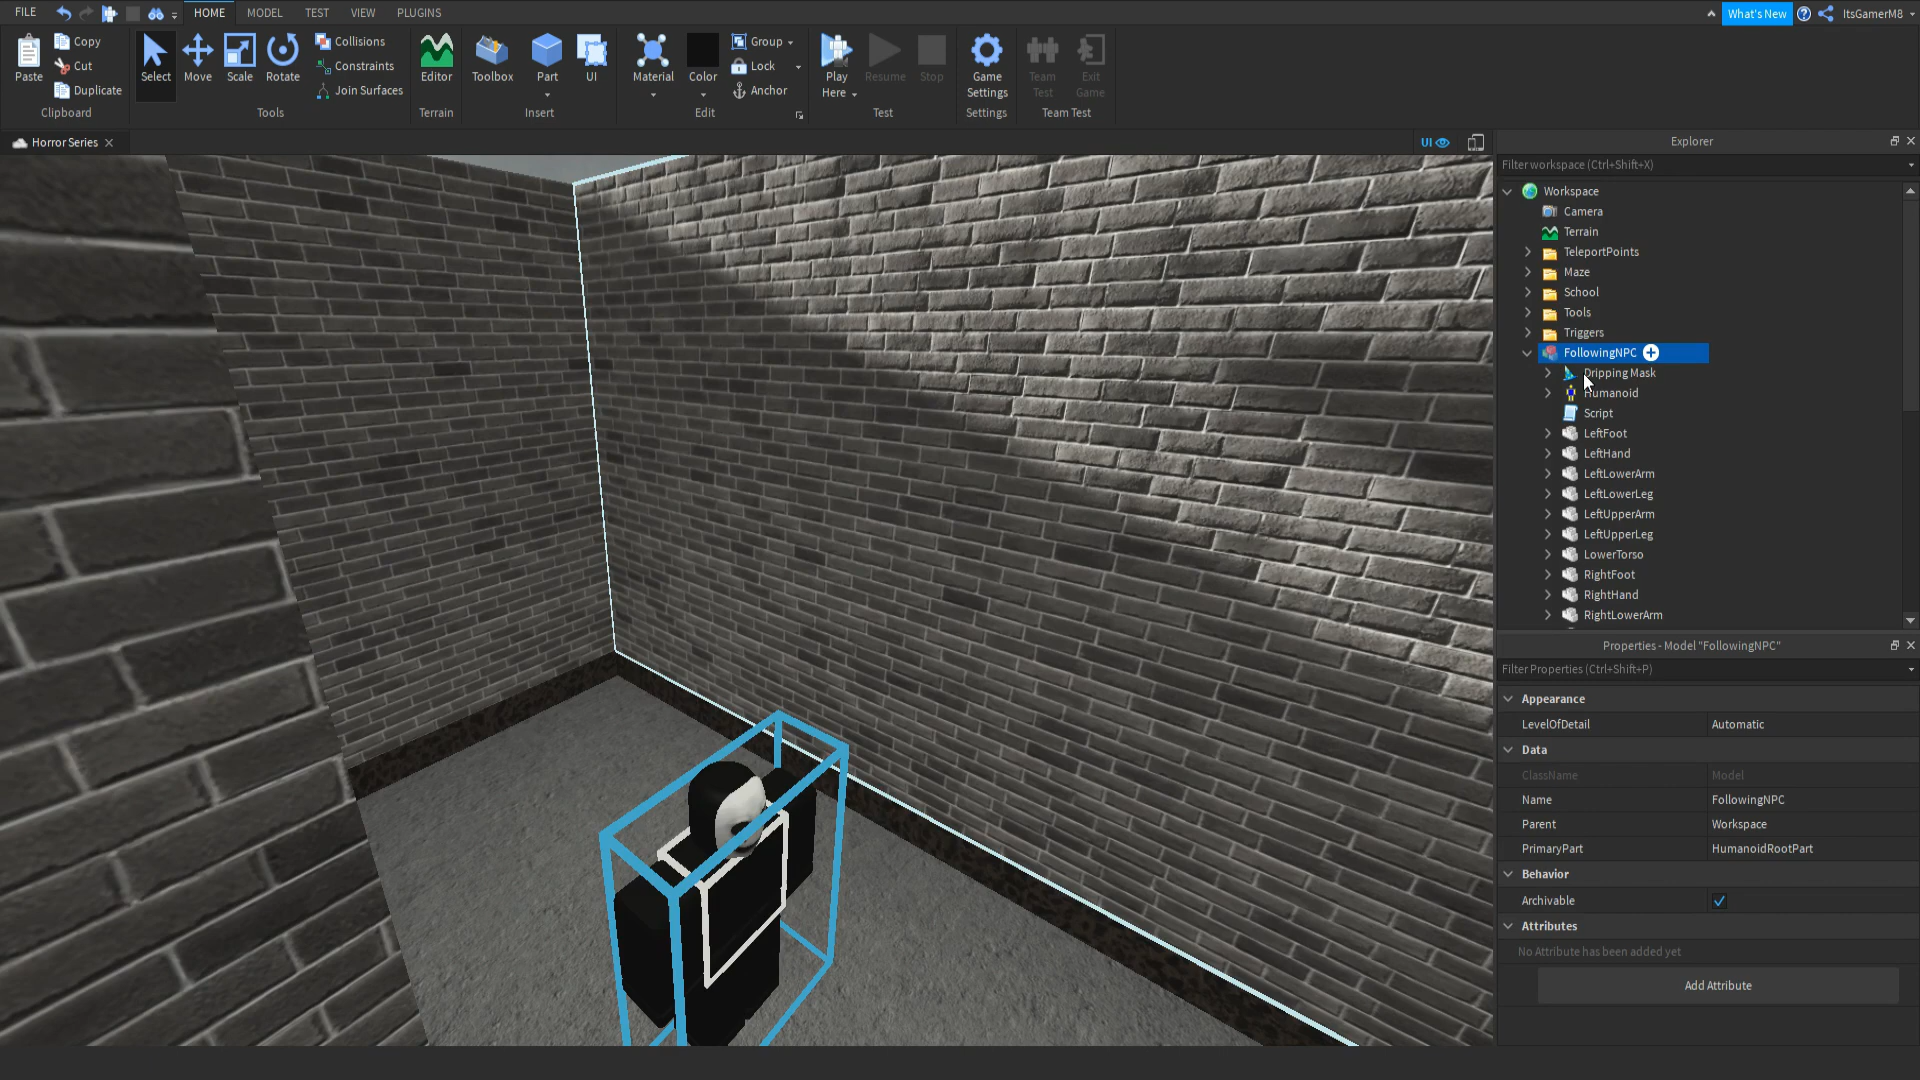 FILE
HOME
MODEL
TEST
VIEW
PLUGINS
What's New
ItsGamerM8
Paste
Copy
Cut
Duplicate
Clipboard
Select
Move
Scale
Rotate
Collisions
Constraints
Join Surfaces
Tools
Editor
Terrain
Toolbox
Part
UI
Insert
Material
Color
Group
Lock
Anchor
Edit
Play
Here
Resume
Stop
Test
Game
Settings
Settings
Team
Test
Exit
Game
Team Test
Horror Series
UI
Explorer
Filter workspace (Ctrl+Shift+X)
Workspace
Camera
Terrain
TeleportPoints
Maze
School
Tools
Triggers
FollowingNPC
Dripping Mask
Humanoid
Script
LeftFoot
LeftHand
LeftLowerArm
LeftLowerLeg
LeftUpperArm
LeftUpperLeg
LowerTorso
RightFoot
RightHand
RightLowerArm
Properties - Model "FollowingNPC"
Filter Properties (Ctrl+Shift+P)
Appearance
LevelOfDetail Automatic
Data
ClassName Model
Name FollowingNPC
Parent Workspace
PrimaryPart HumanoidRootPart
Behavior
Archivable
Attributes
No Attribute has been added yet
Add Attribute